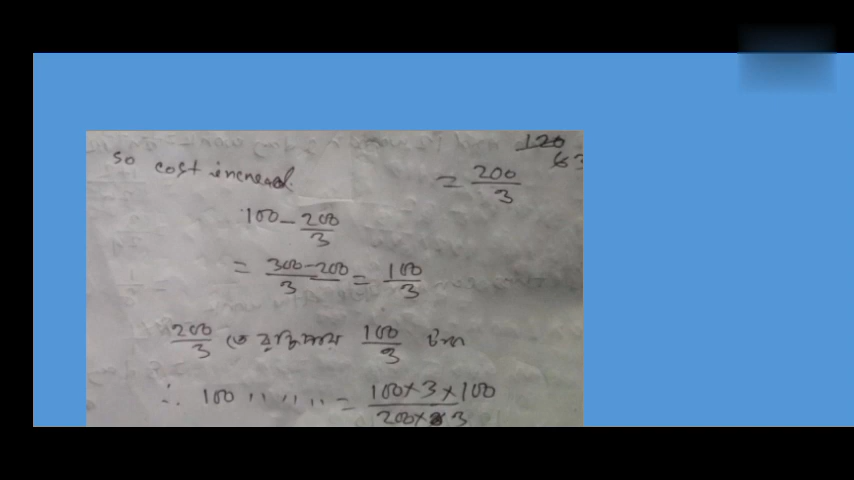 120
63
so cost increased.
= 200/3
100 - 200/3
= 300-200/3 = 100/3
200/3 তে বৃদ্ধি পায় 100/3 টাকা
∴ 100 " " " = 100×3×100/200×3